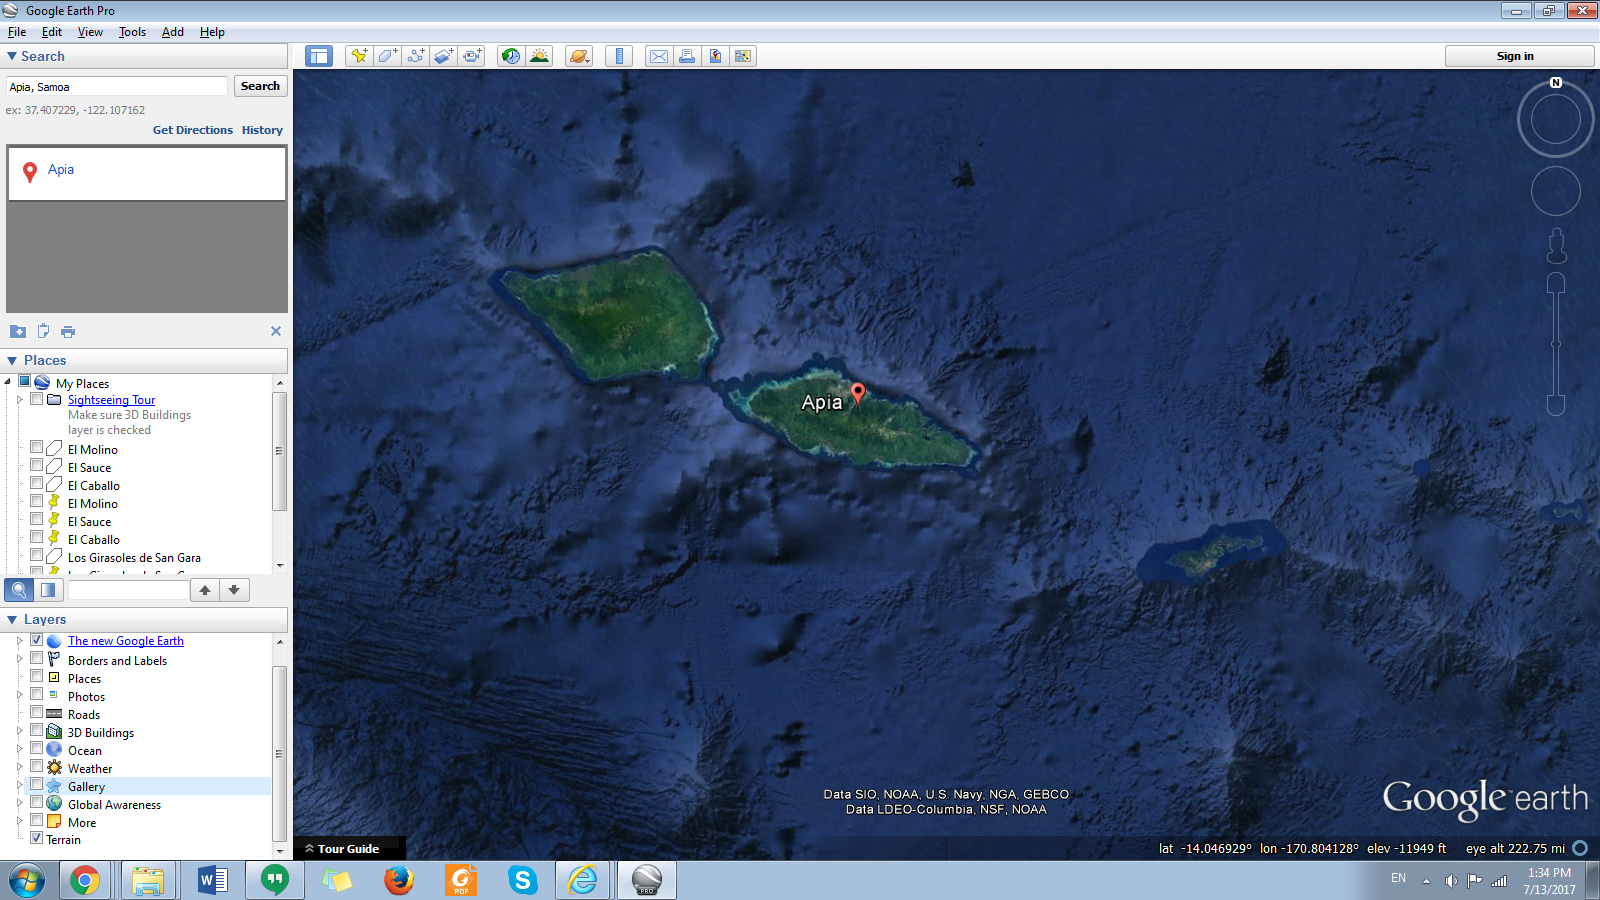 Google Earth Pro
File Edit View Tools Add Help
Search
Sign in
Apia, Samoa
Search
ex: 37.407229, -122.107162
Get Directions History
N
Apia
Places
My Places
Sightseeing Tour
Make sure 3D Buildings
layer is checked
El Molino
El Sauce
El Caballo
El Molino
El Sauce
El Caballo
Los Girasoles de San Gara
Layers
The new Google Earth
Borders and Labels
Places
Photos
Roads
3D Buildings
Ocean
Weather
Gallery
Global Awareness
More
Terrain
Apia
Data SIO, NOAA, U.S. Navy, NGA, GEBCO
Data LDEO-Columbia, NSF, NOAA
Google earth
Tour Guide
lat -14.046929° lon -170.804128° elev -11949 ft eye alt 222.75 mi
PDF
PRO
EN
1:34 PM
7/13/2017